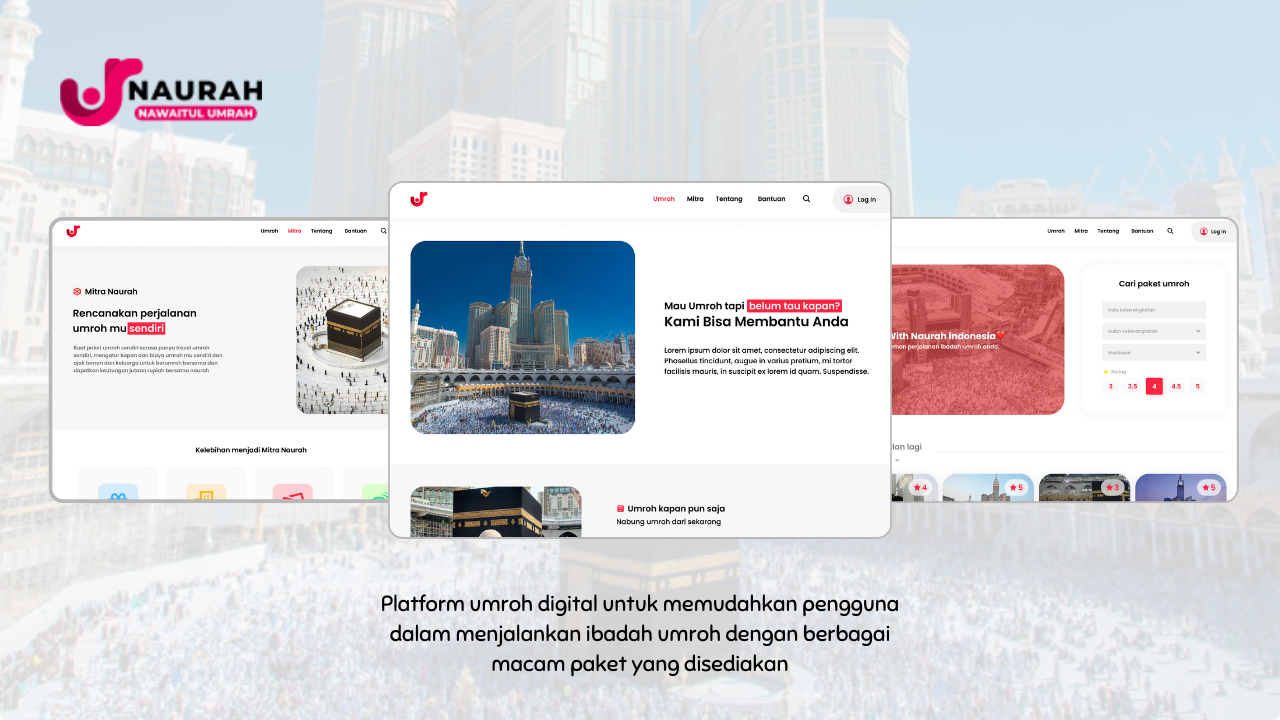 NAURAH
NAWAITUL UMRAH
Umroh Mitra Tentang Bantuan Log In
Mau Umroh tapi belum tau kapan?
Kami Bisa Membantu Anda
Lorem ipsum dolor sit amet, consectetur adipiscing elit.
Phasellus tincidunt, augue in varius pretium, mi tortor
facilisis mauris, in suscipit ex lorem id quam. Suspendisse.
Umroh kapan pun saja
Nabung umroh dari sekarang
Umroh Mitra Tentang Bantuan
Mitra Naurah
Rencanakan perjalanan
umroh mu sendiri
Buat paket umroh sendiri serasa punya travel umroh
sendiri, mengatur kapan dan biaya umroh mu sendiri dan
ajak teman dan keluarga untuk berumroh bersama dan
dapatkan keutungan jutaan rupiah bersama naurah
Kelebihan menjadi Mitra Naurah
Umroh Mitra Tentang Bantuan Log In
With Naurah Indonesia
perjalanan ibadah umroh anda.
Cari paket umroh
Kota keberangkatan
Bulan keberangkatan
Maskapai
Rating
3 3,5 4 4,5 5
lan lagi
4 5 3 5
Platform umroh digital untuk memudahkan pengguna
dalam menjalankan ibadah umroh dengan berbagai
macam paket yang disediakan